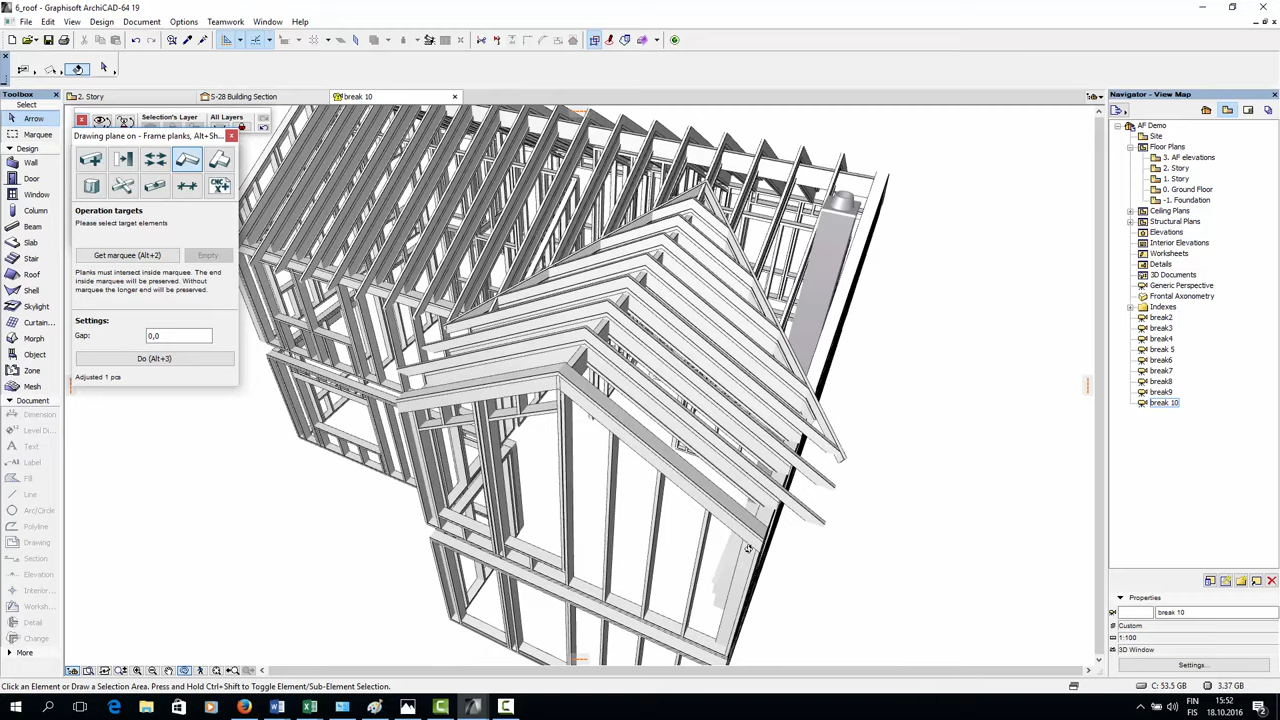 6_roof - Graphisoft ArchiCAD-64 19
File Edit View Design Document Options Teamwork Window Help
2. Story
S-28 Building Section
break 10
Toolbox
Select
Arrow
Marquee
Design
Wall
Door
Window
Column
Beam
Slab
Stair
Roof
Shell
Skylight
Curtain...
Morph
Object
Zone
Mesh
Document
Dimension
Level Di...
Text
Label
Fill
Line
Arc/Circle
Polyline
Drawing
Section
Elevation
Interior...
Worksh...
Detail
Change
More
Selection's Layer
All Layers
Drawing plane on - Frame planks, Alt+Sh...
Operation targets
Please select target elements
Get marquee (Alt+2)
Empty
Planks must intersect inside marquee. The end
inside marquee will be preserved. Without
marquee the longer end will be preserved.
Settings:
Gap:
0,0
Do (Alt+3)
Adjusted 1 pcs
Navigator - View Map
AF Demo
Site
Floor Plans
3. AF elevations
2. Story
1. Story
0. Ground Floor
-1. Foundation
Ceiling Plans
Structural Plans
Elevations
Interior Elevations
Worksheets
Details
3D Documents
Generic Perspective
Frontal Axonometry
Indexes
break2
break3
break4
break 5
break6
break7
break8
break9
break 10
Properties
break 10
Custom
1:100
3D Window
Settings...
Click an Element or Draw a Selection Area. Press and Hold Ctrl+Shift to Toggle Element/Sub-Element Selection.
C: 53.5 GB
3.37 GB
FIN
FIS
15:52
18.10.2016